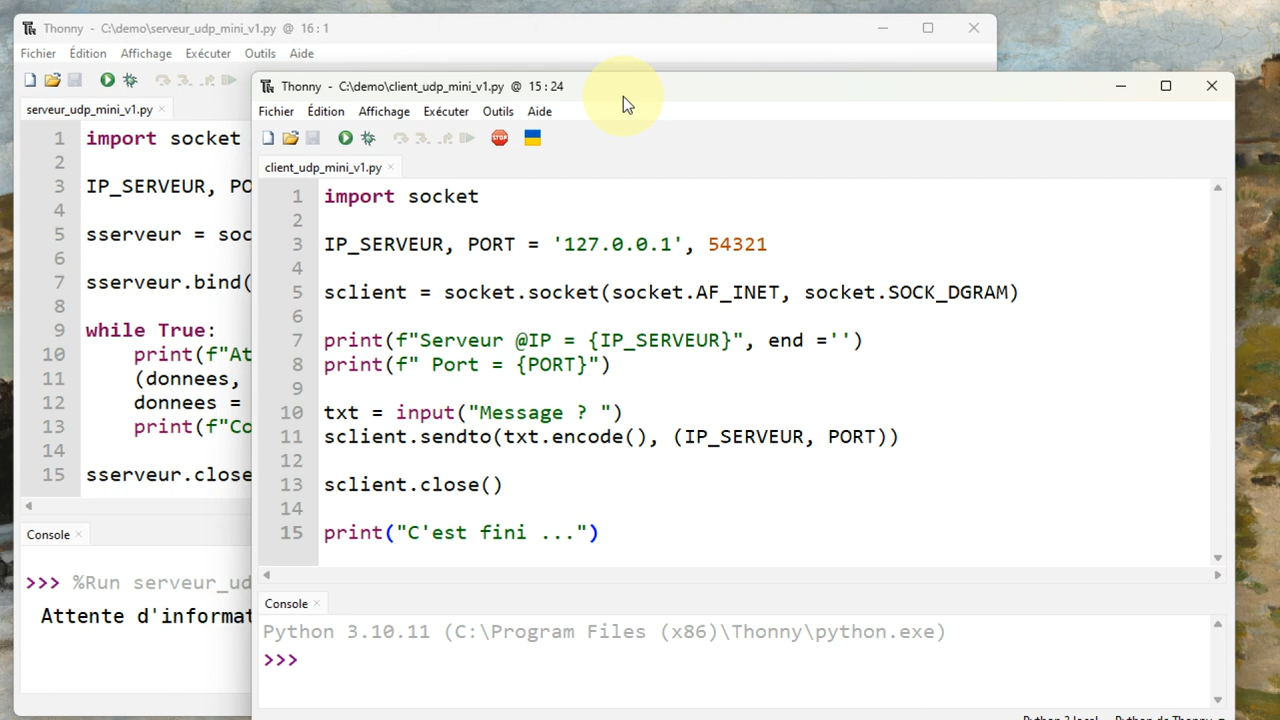 Thonny - C:\demo\serveur_udp_mini_v1.py @ 16 : 1
Fichier Édition Affichage Exécuter Outils Aide
serveur_udp_mini_v1.py
1 import socket
2
3 IP_SERVEUR, PO
4
5 sserveur = soc
6
7 sserveur.bind(
8
9 while True:
10 print(f"At
11 (donnees,
12 donnees =
13 print(f"Co
14
15 sserveur.close
Console
>>> %Run serveur_ud
Attente d'informat
Thonny - C:\demo\client_udp_mini_v1.py @ 15 : 24
Fichier Édition Affichage Exécuter Outils Aide
STOP
client_udp_mini_v1.py
1 import socket
2
3 IP_SERVEUR, PORT = '127.0.0.1', 54321
4
5 sclient = socket.socket(socket.AF_INET, socket.SOCK_DGRAM)
6
7 print(f"Serveur @IP = {IP_SERVEUR}", end ='')
8 print(f" Port = {PORT}")
9
10 txt = input("Message ? ")
11 sclient.sendto(txt.encode(), (IP_SERVEUR, PORT))
12
13 sclient.close()
14
15 print("C'est fini ...")
Console
Python 3.10.11 (C:\Program Files (x86)\Thonny\python.exe)
>>>